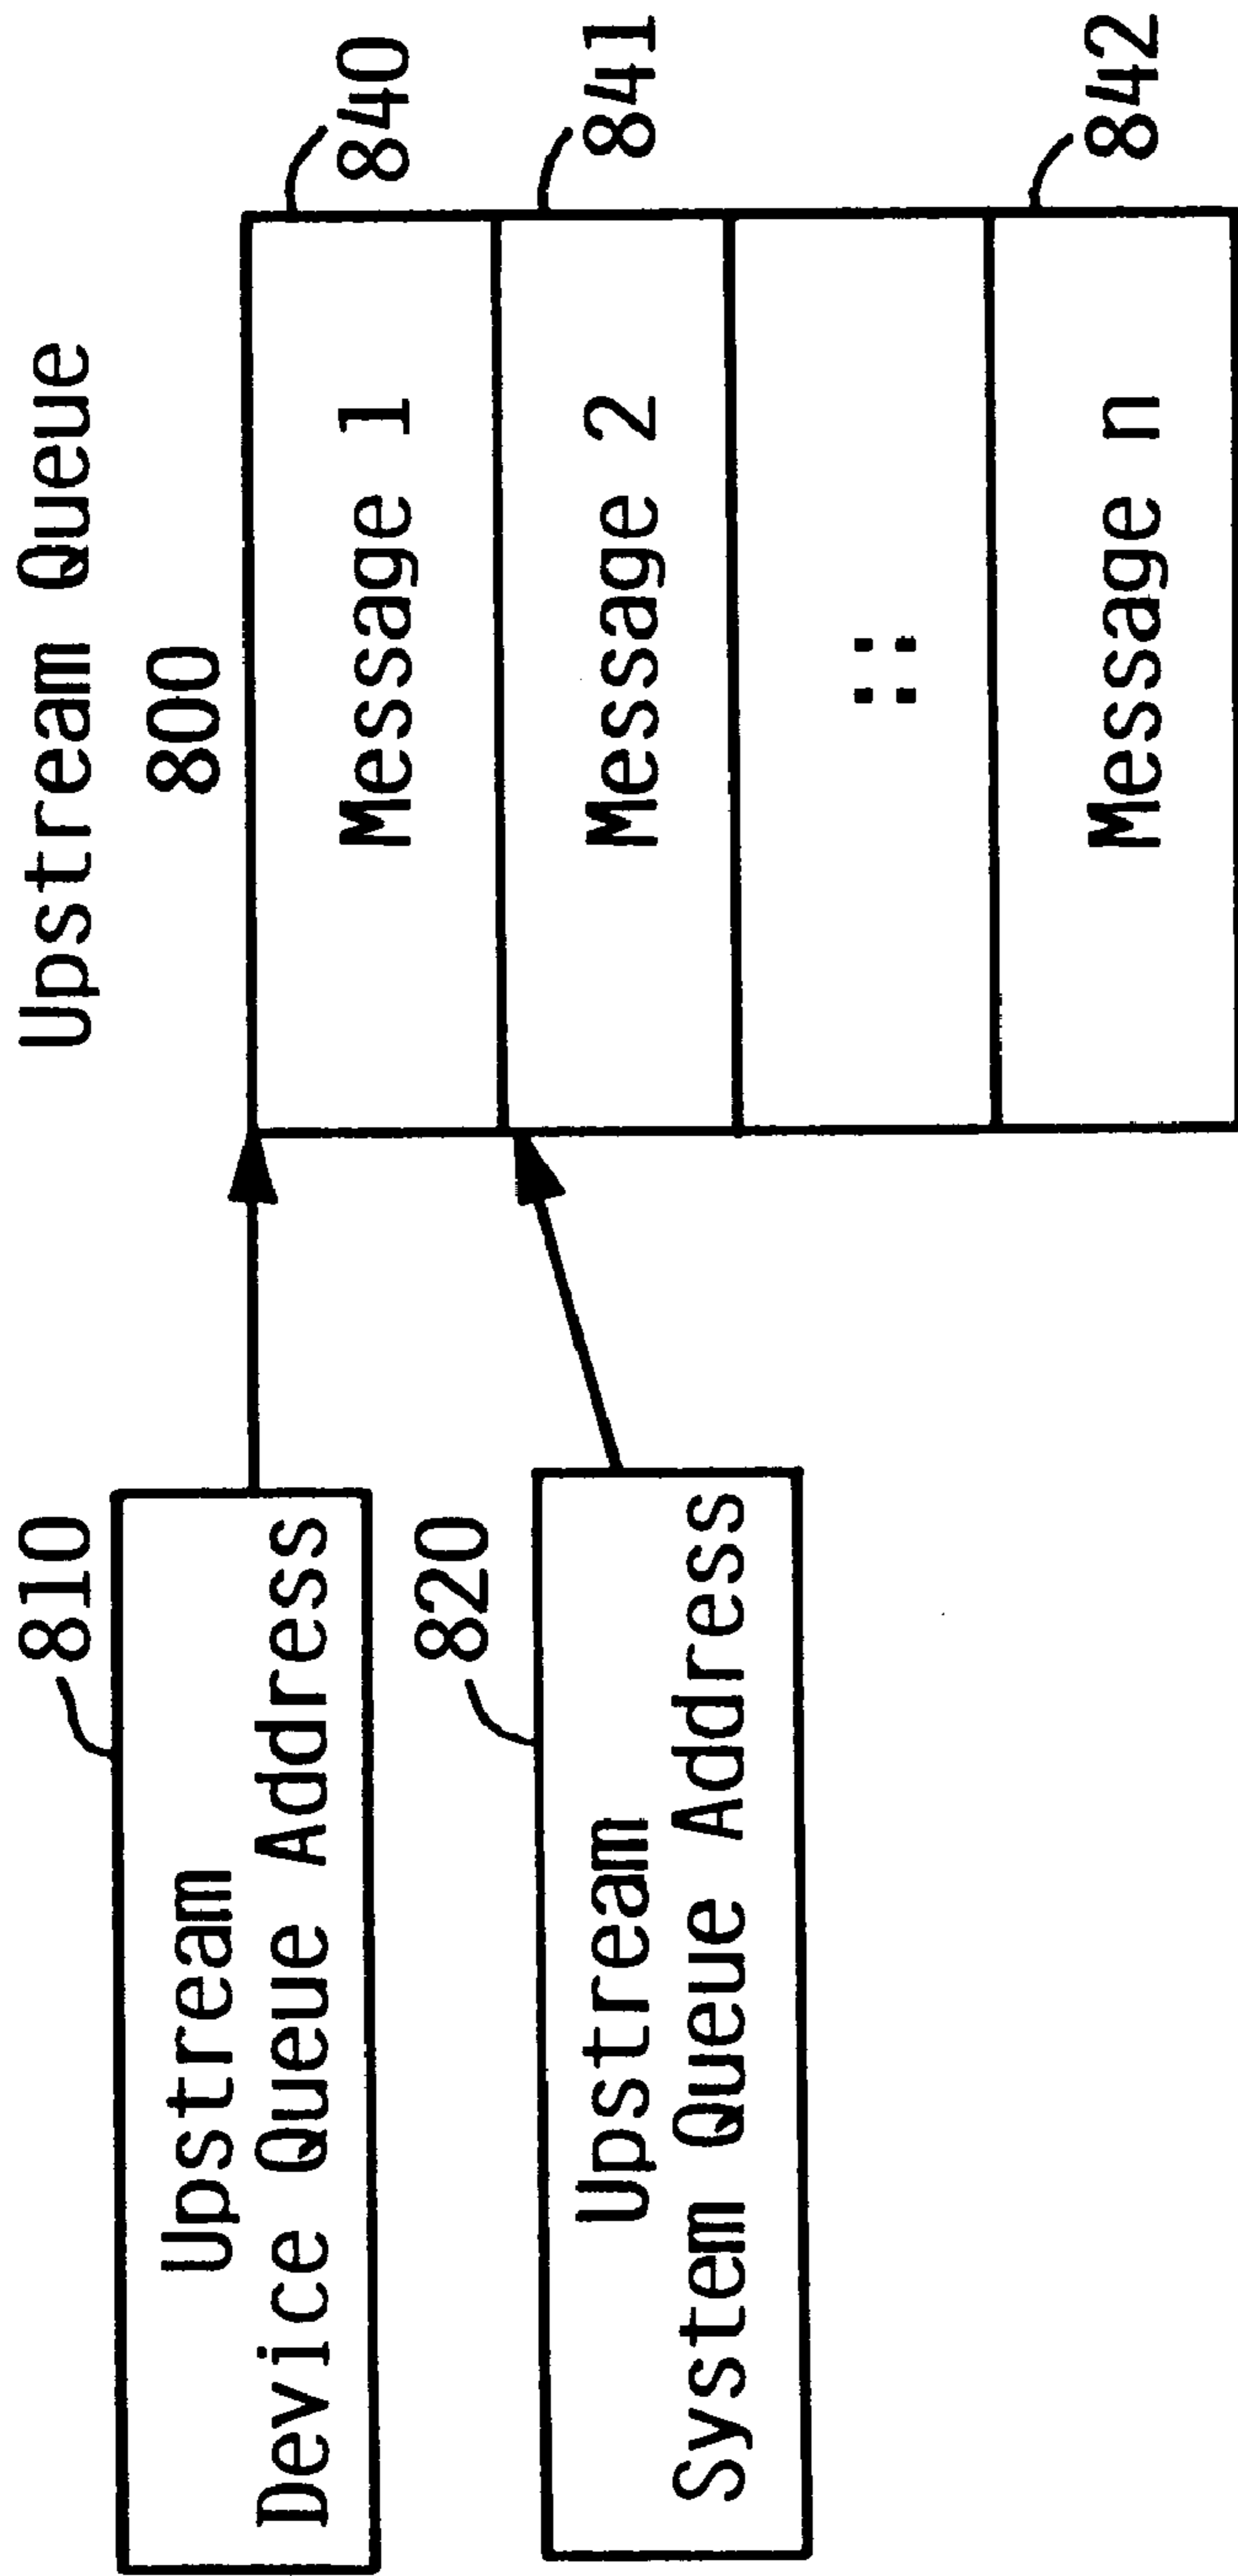 Upstream Queue
800
810
Upstream
Device Queue Address
820
Upstream
System Queue Address
Message 1
840
Message 2
841
::
Message n
842